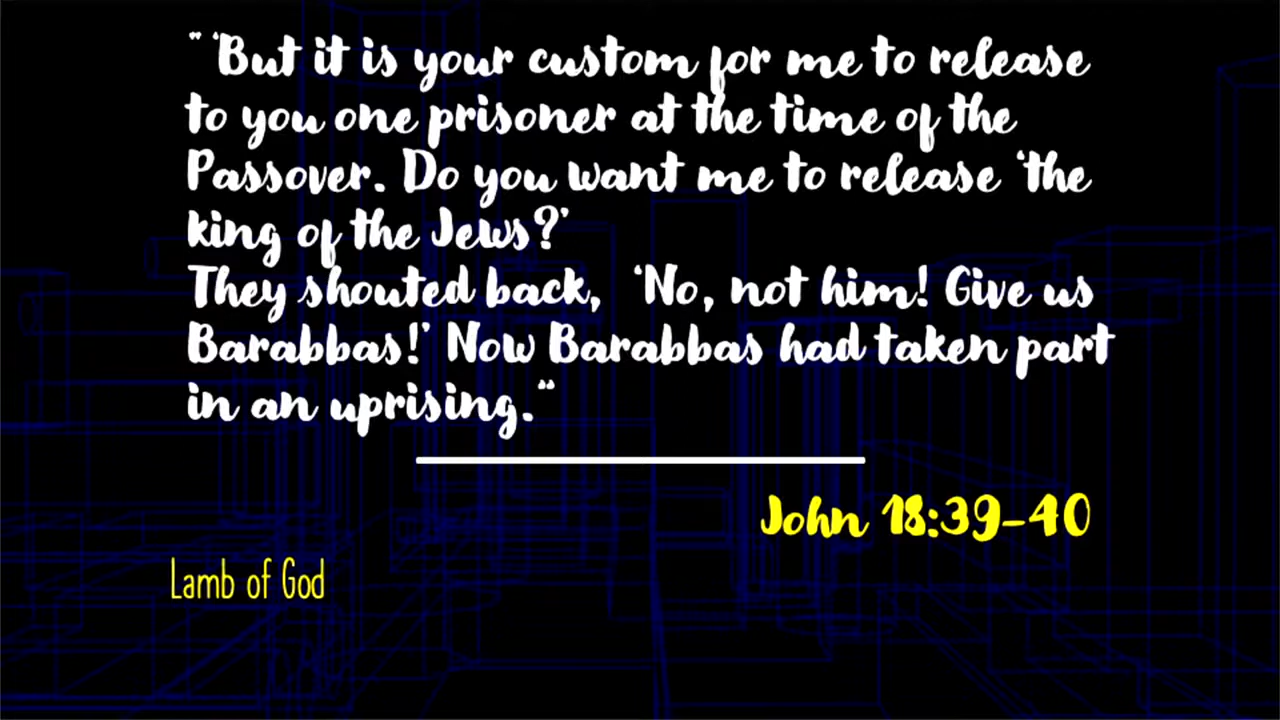 "'But it is your custom for me to release
to you one prisoner at the time of the
Passover. Do you want me to release 'the
king of the Jews?'
They shouted back, 'No, not him! Give us
Barabbas!' Now Barabbas had taken part
in an uprising."
John 18:39-40
Lamb of God